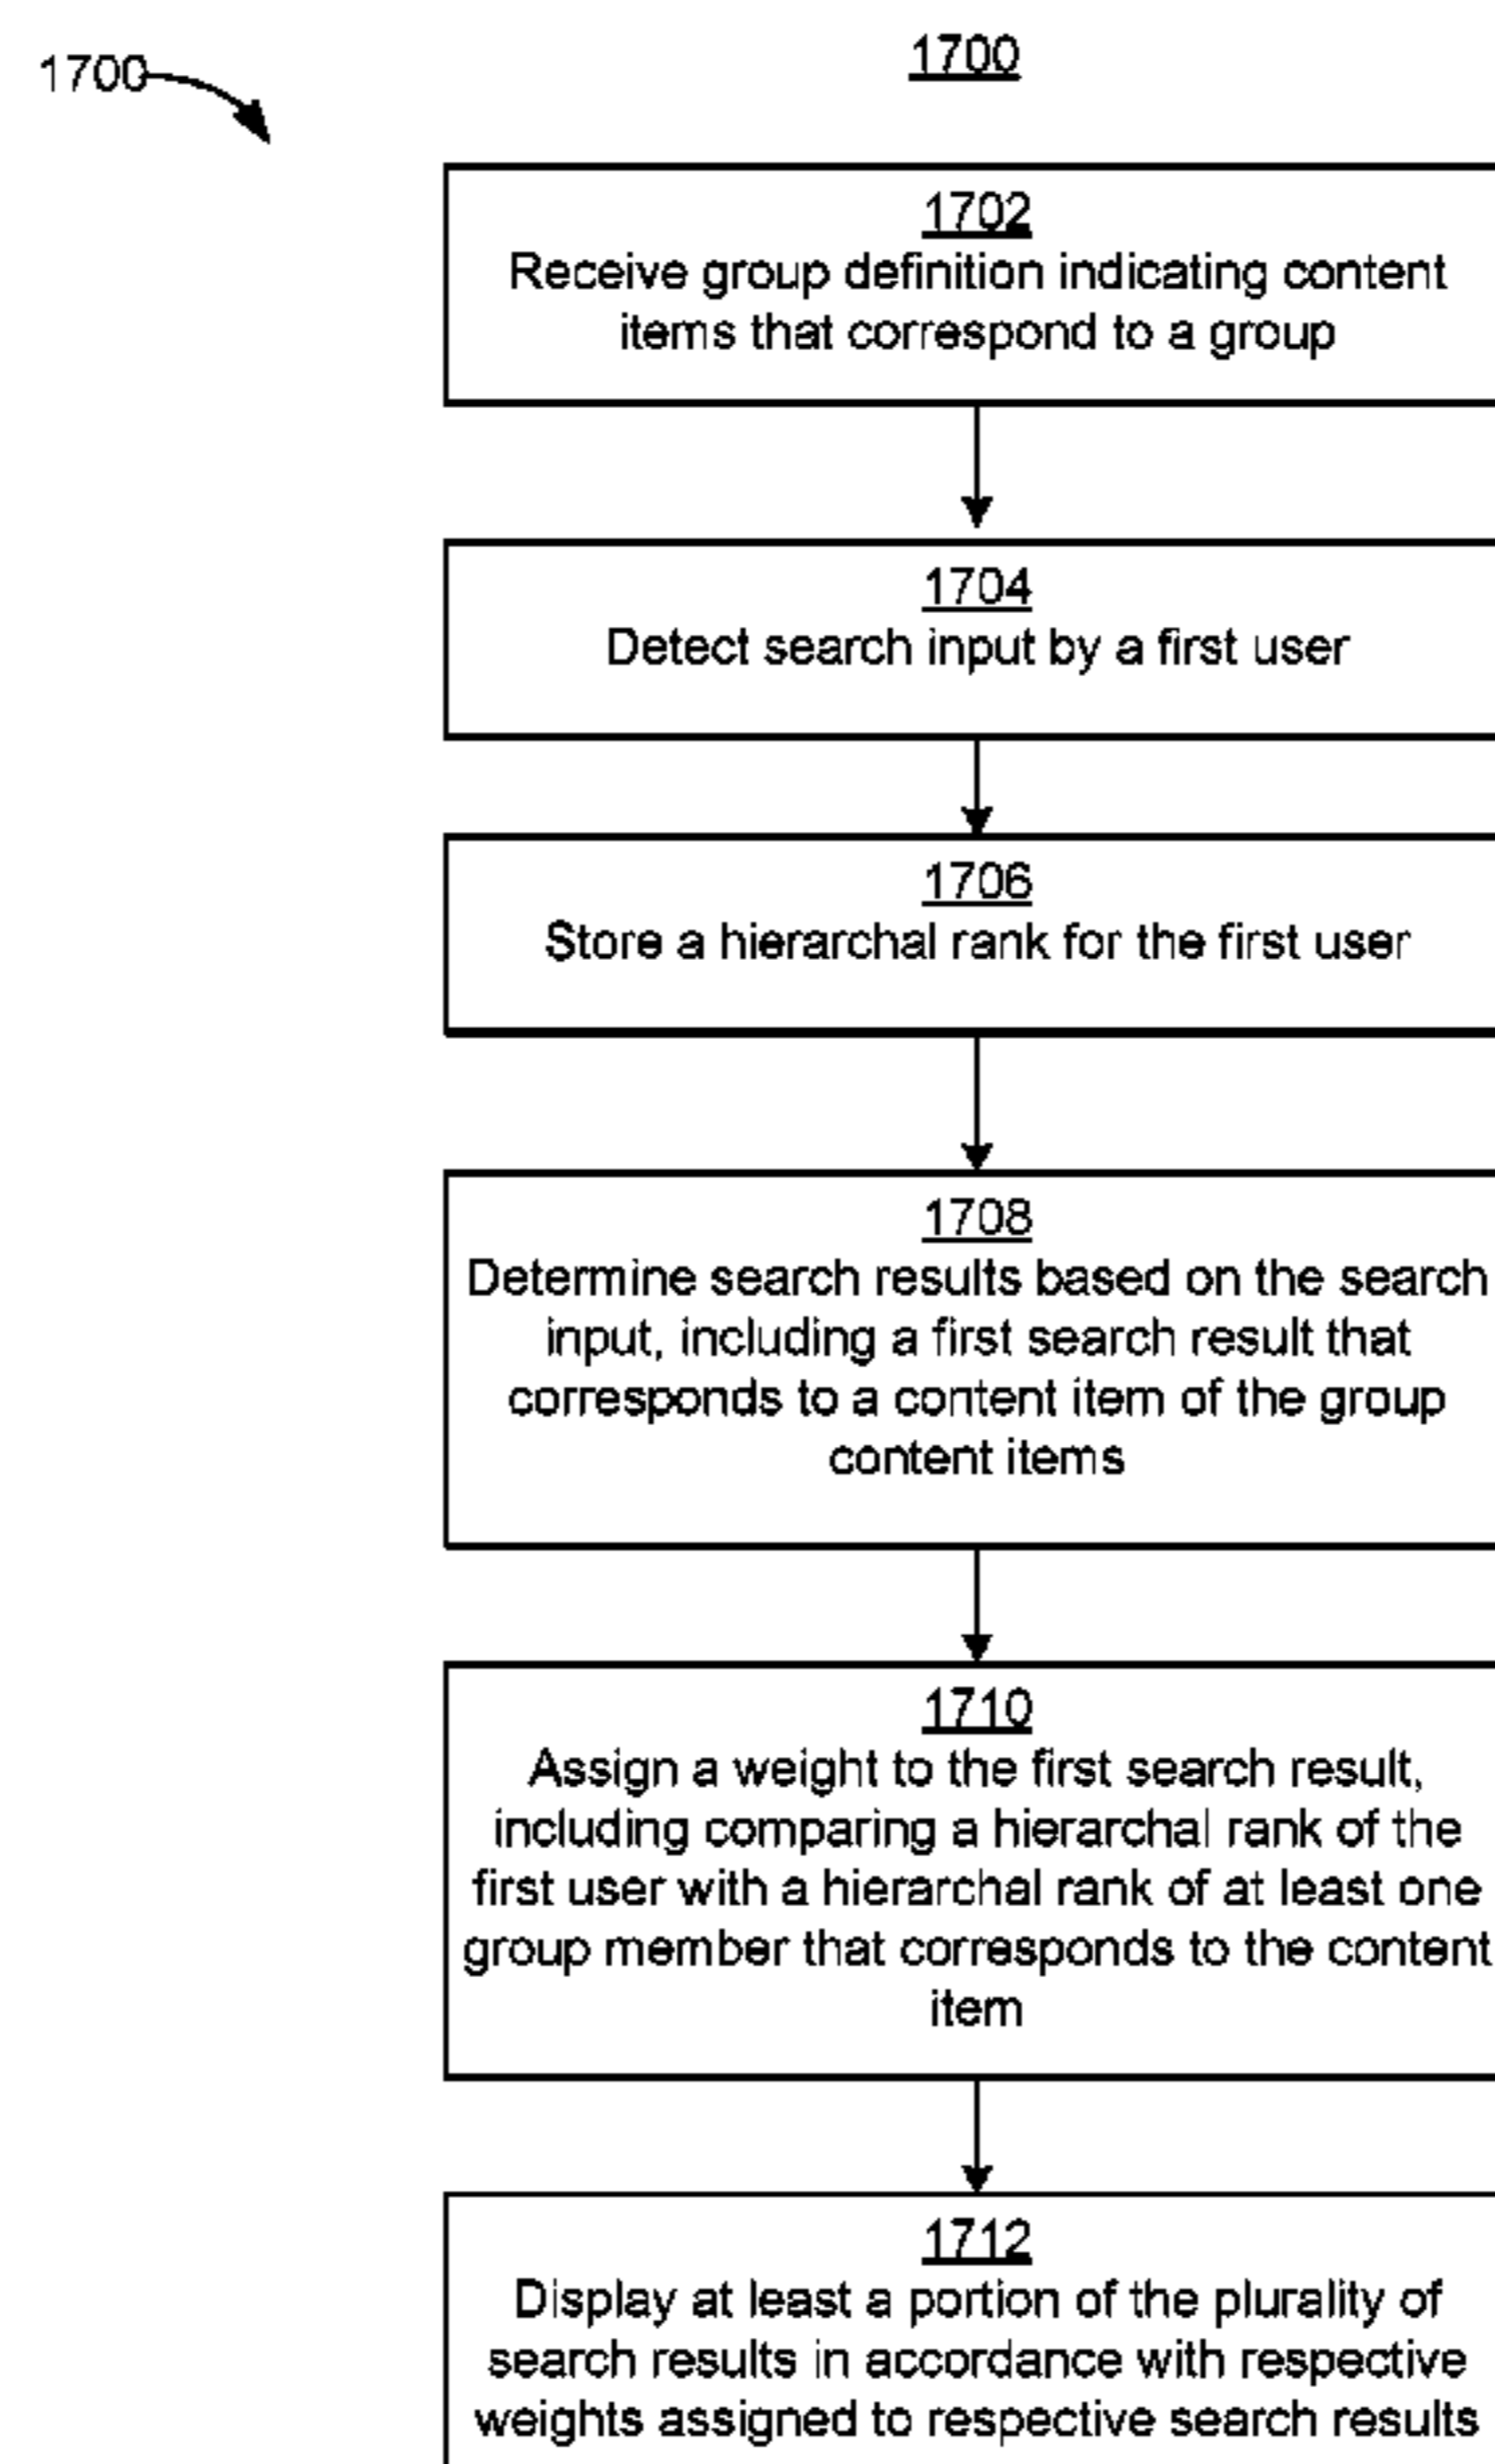 1700
1700
1702
Receive group definition indicating content
items that correspond to a group
1704
Detect search input by a first user
1706
Store a hierarchal rank for the first user
1708
Determine search results based on the search
input, including a first search result that
corresponds to a content item of the group
content items
1710
Assign a weight to the first search result,
including comparing a hierarchal rank of the
first user with a hierarchal rank of at least one
group member that corresponds to the content
item
1712
Display at least a portion of the plurality of
search results in accordance with respective
weights assigned to respective search results